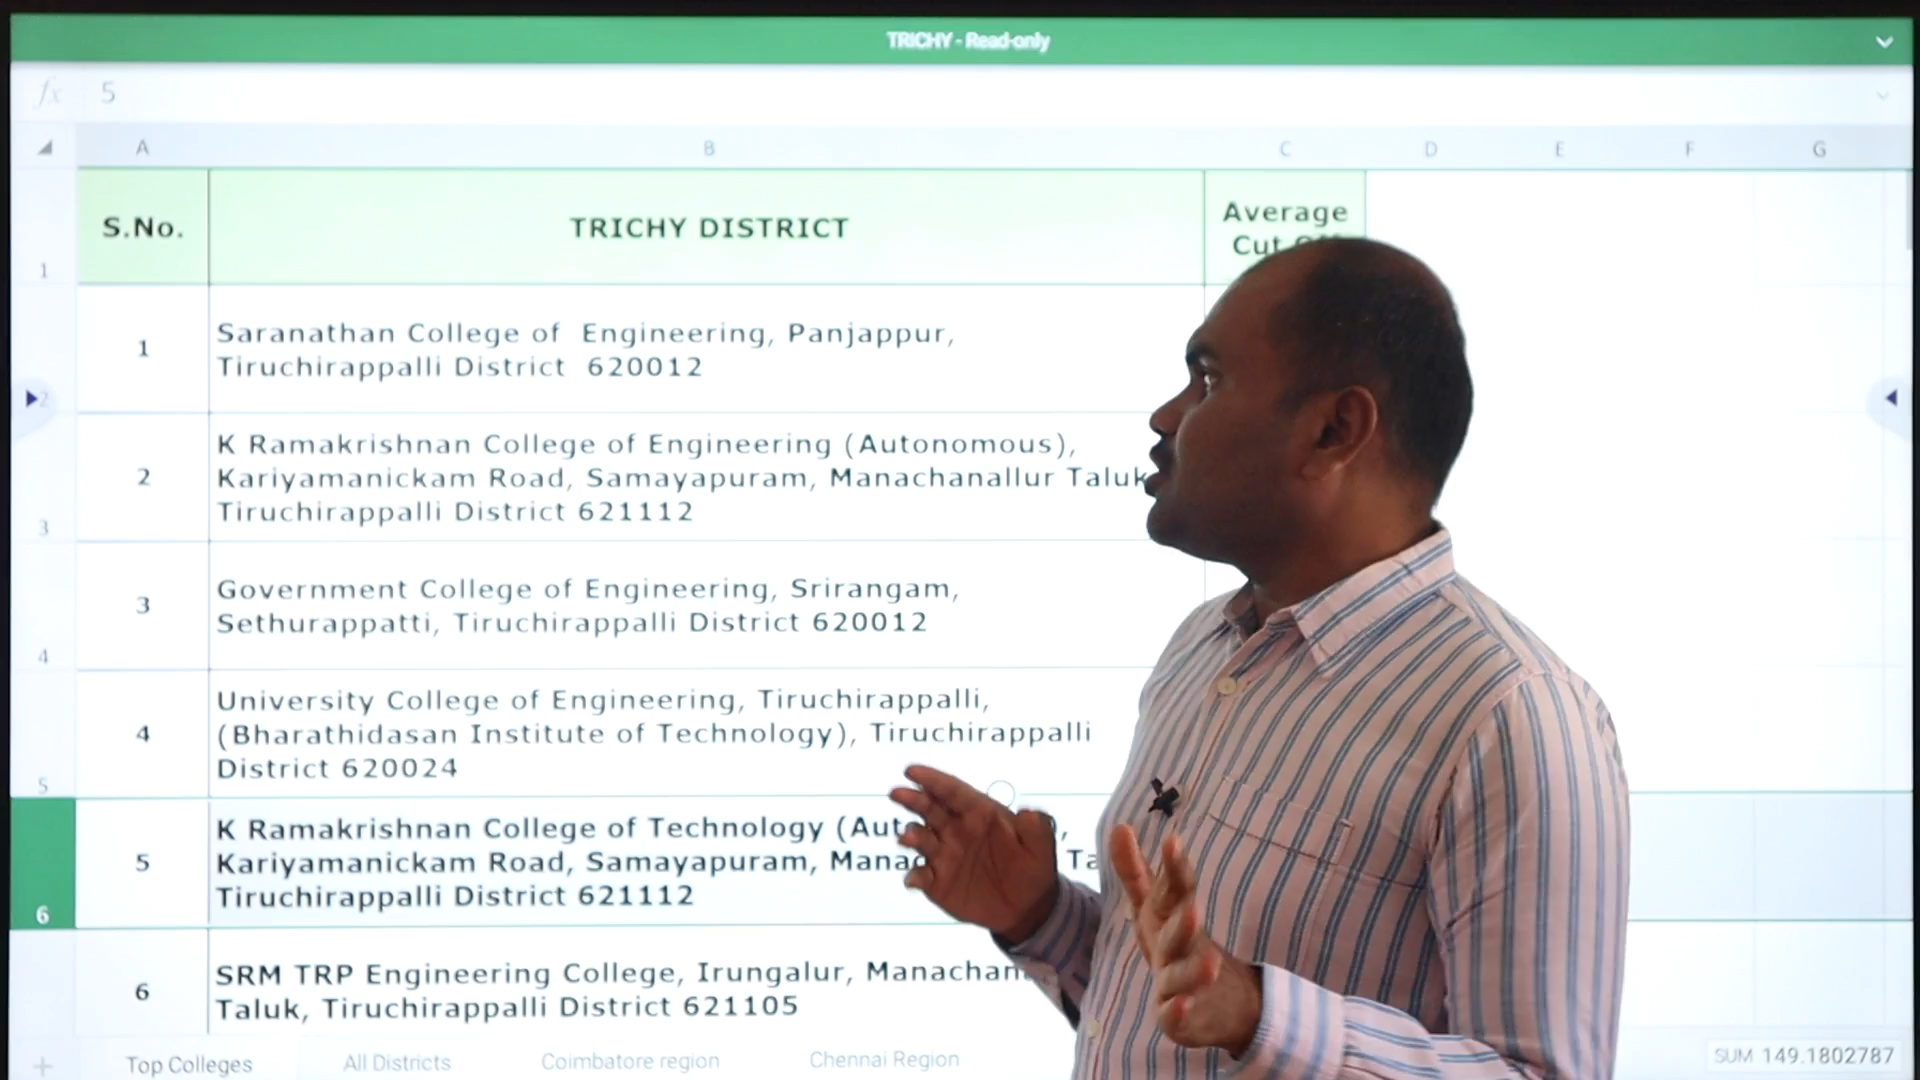 TRICHY - Read-only
fx 5
A B C D E F G
S.No. TRICHY DISTRICT Average
Cut
1
1 Saranathan College of Engineering, Panjappur,
Tiruchirappalli District 620012
2
2 K Ramakrishnan College of Engineering (Autonomous),
Kariyamanickam Road, Samayapuram, Manachanallur Taluk
Tiruchirappalli District 621112
3
3 Government College of Engineering, Srirangam,
Sethurappatti, Tiruchirappalli District 620012
4
4 University College of Engineering, Tiruchirappalli,
(Bharathidasan Institute of Technology), Tiruchirappalli
District 620024
5
5 K Ramakrishnan College of Technology
Kariyamanickam Road, Samayapuram,
Tiruchirappalli District 621112
6
6 SRM TRP Engineering College, Irungalur,
Taluk, Tiruchirappalli District 621105
+ Top Colleges All Districts Coimbatore region Chennai Region SUM 149.1802787